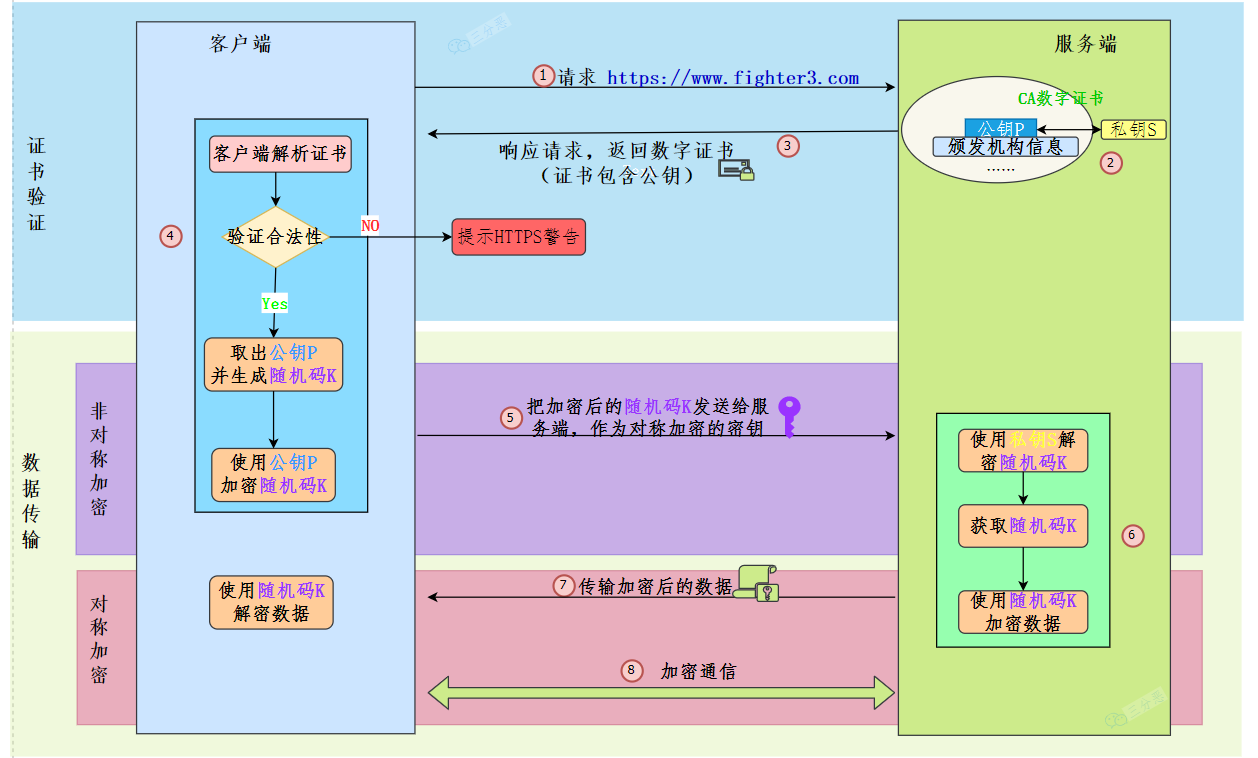 三分恶
客户端
服务端
证书验证
① 请求 https://www.fighter3.com
CA数字证书
公钥P
私钥S
颁发机构信息
......
②
③
响应请求，返回数字证书
（证书包含公钥）
客户端解析证书
④
验证合法性
NO
提示HTTPS警告
Yes
取出公钥P
并生成随机码K
使用公钥P
加密随机码K
数据传输
非对称加密
⑤
把加密后的随机码K发送给服
务端，作为对称加密的密钥
使用私钥S解
密随机码K
获取随机码K
⑥
使用随机码K
加密数据
对称加密
⑦ 传输加密后的数据
使用随机码K
解密数据
⑧ 加密通信
三分恶